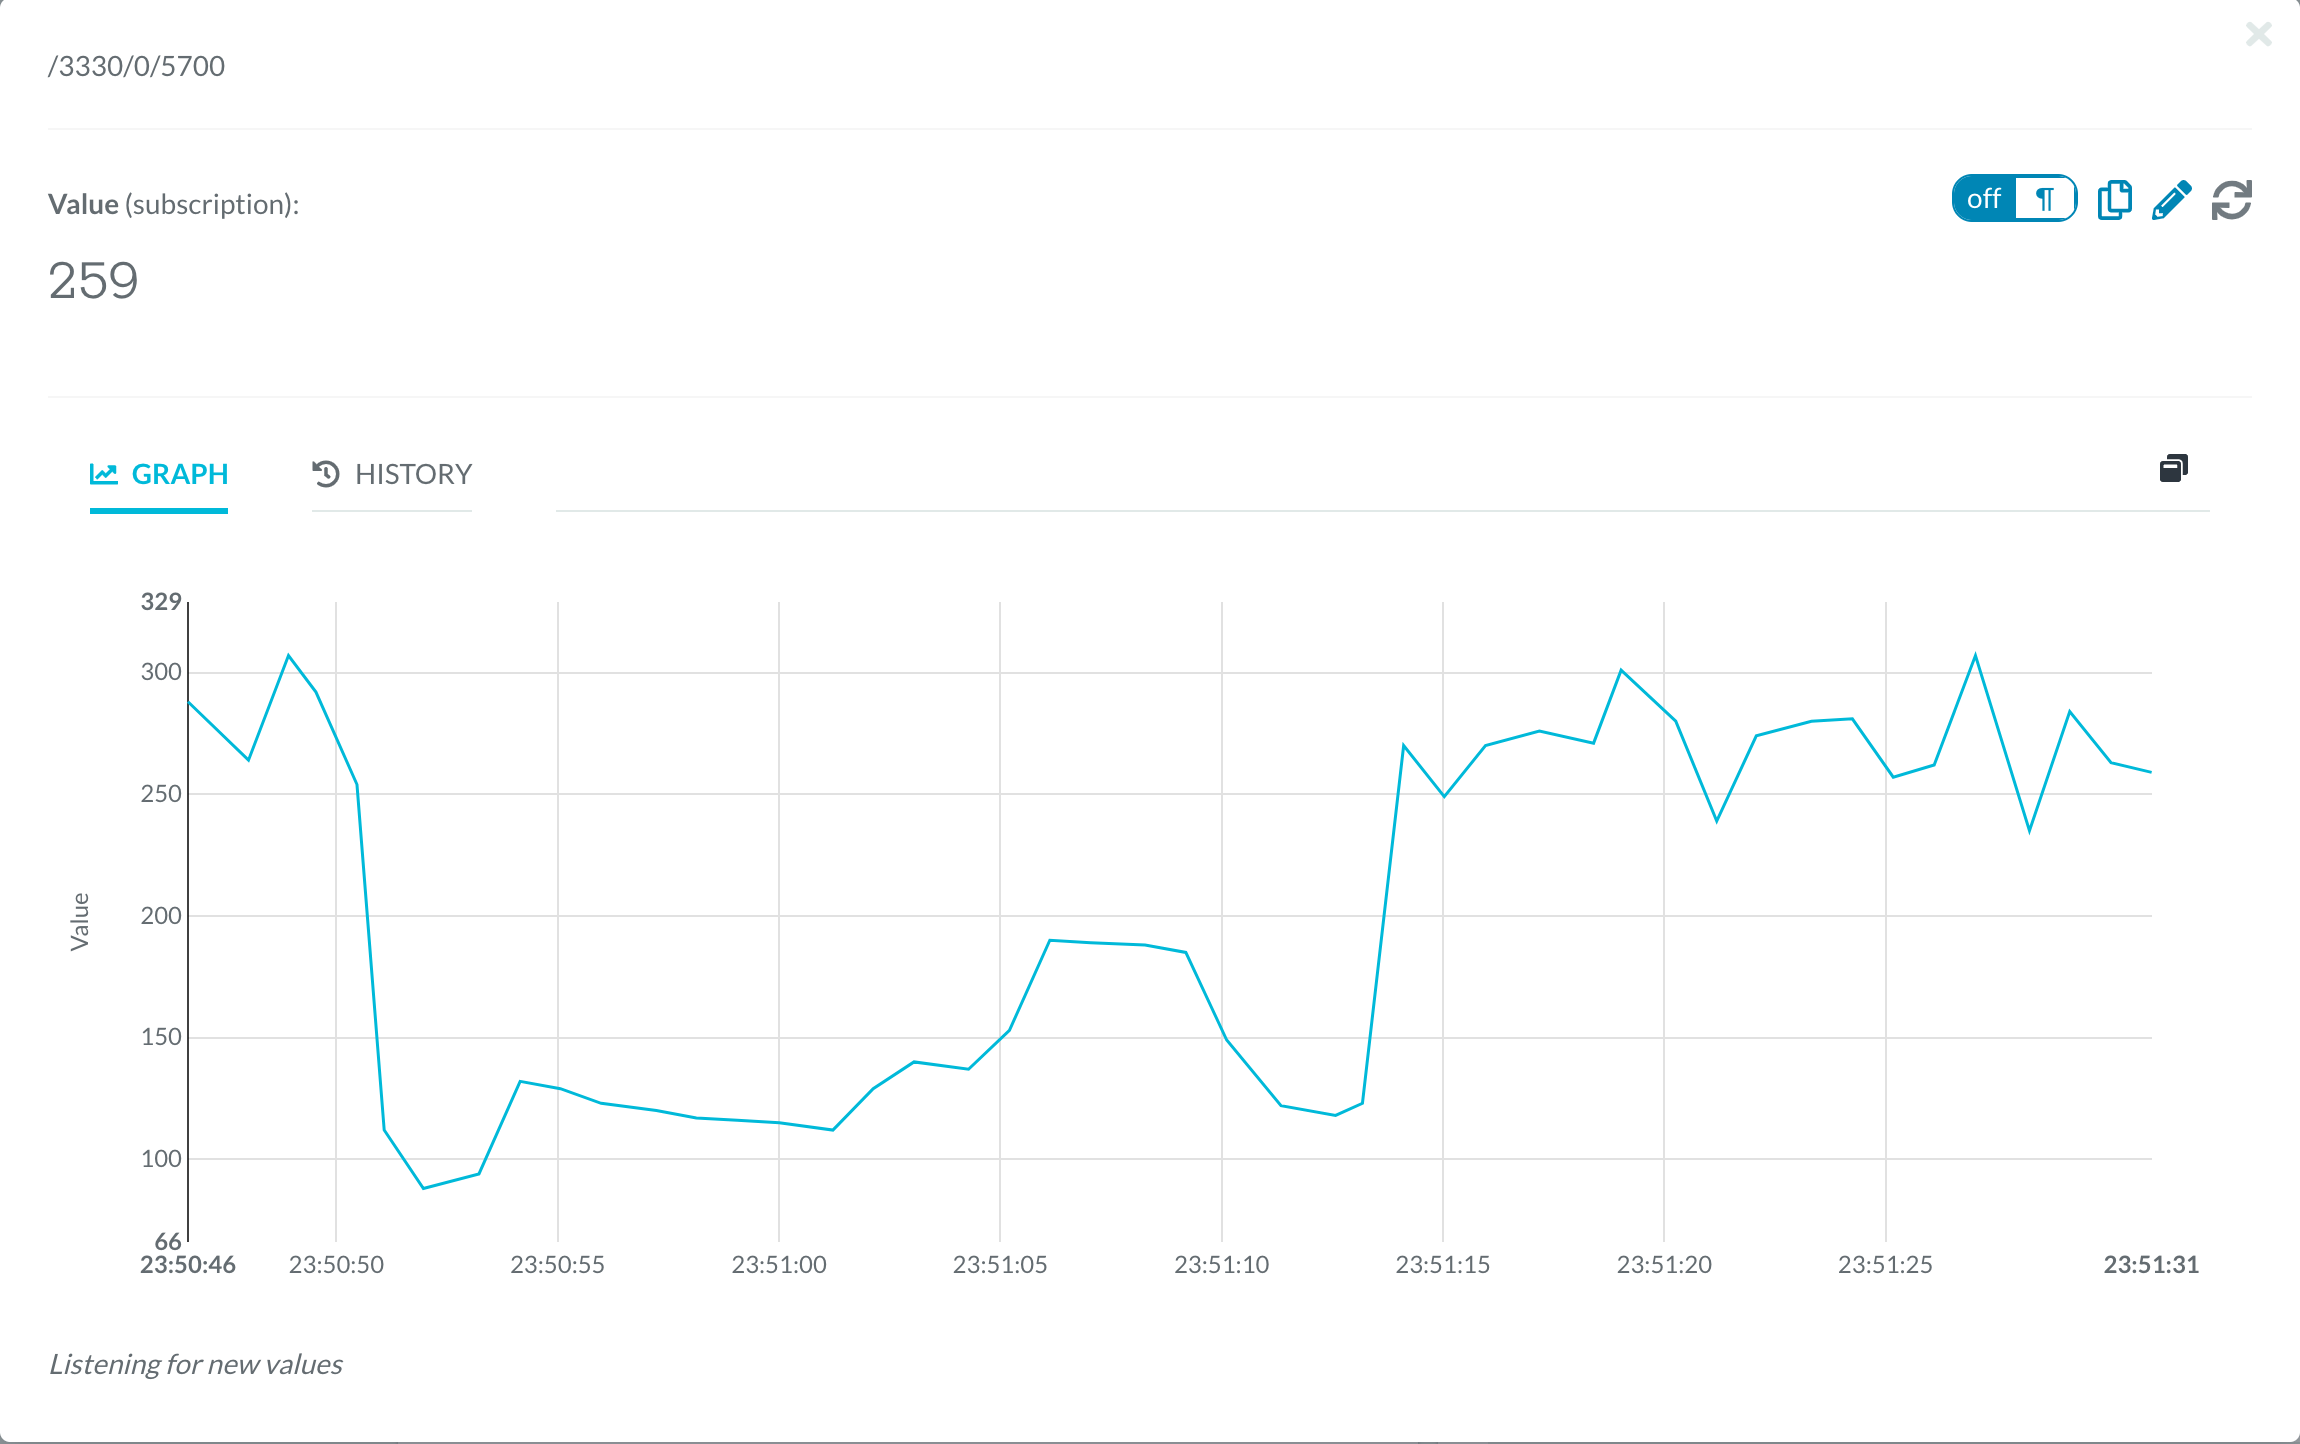 /3330/0/5700
Value (subscription):
off ¶
259
GRAPH HISTORY
329
300
250
200
150
100
66
Value
23:50:46 23:50:50 23:50:55 23:51:00 23:51:05 23:51:10 23:51:15 23:51:20 23:51:25 23:51:31
Listening for new values